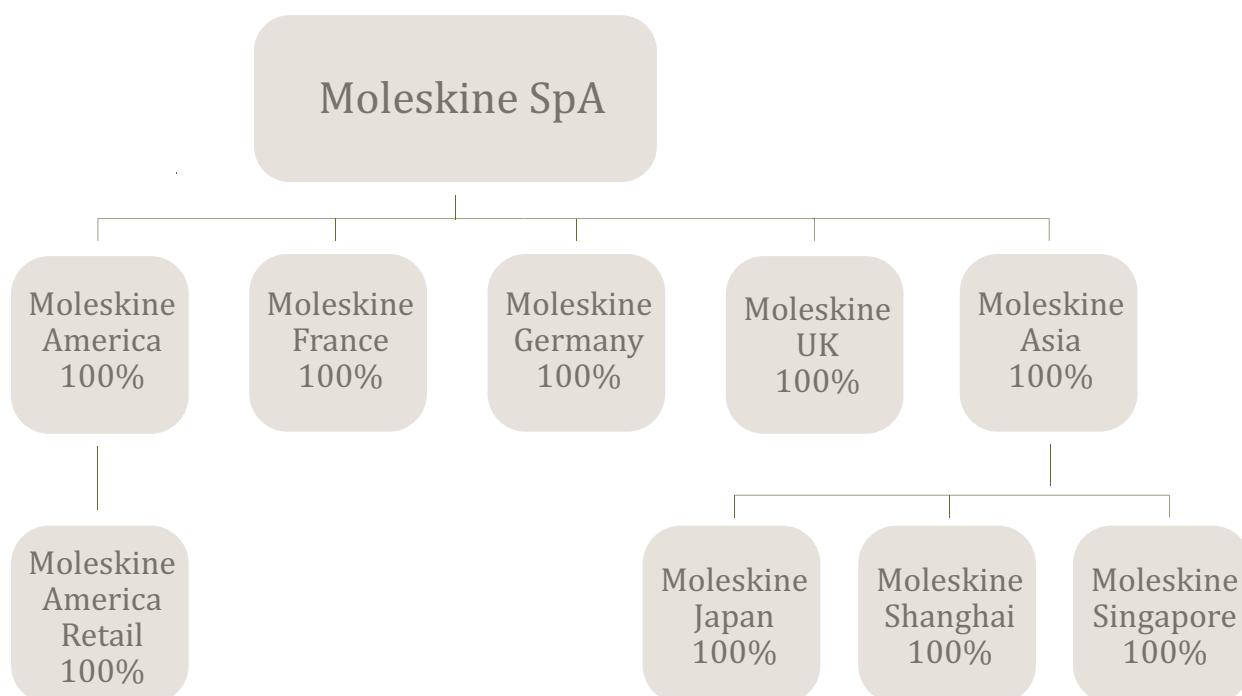 Moleskine SpA
Moleskine
America
100%
Moleskine
France
100%
Moleskine
Germany
100%
Moleskine
UK
100%
Moleskine
Asia
100%
Moleskine
America
Retail
100%
Moleskine
Japan
100%
Moleskine
Shanghai
100%
Moleskine
Singapore
100%